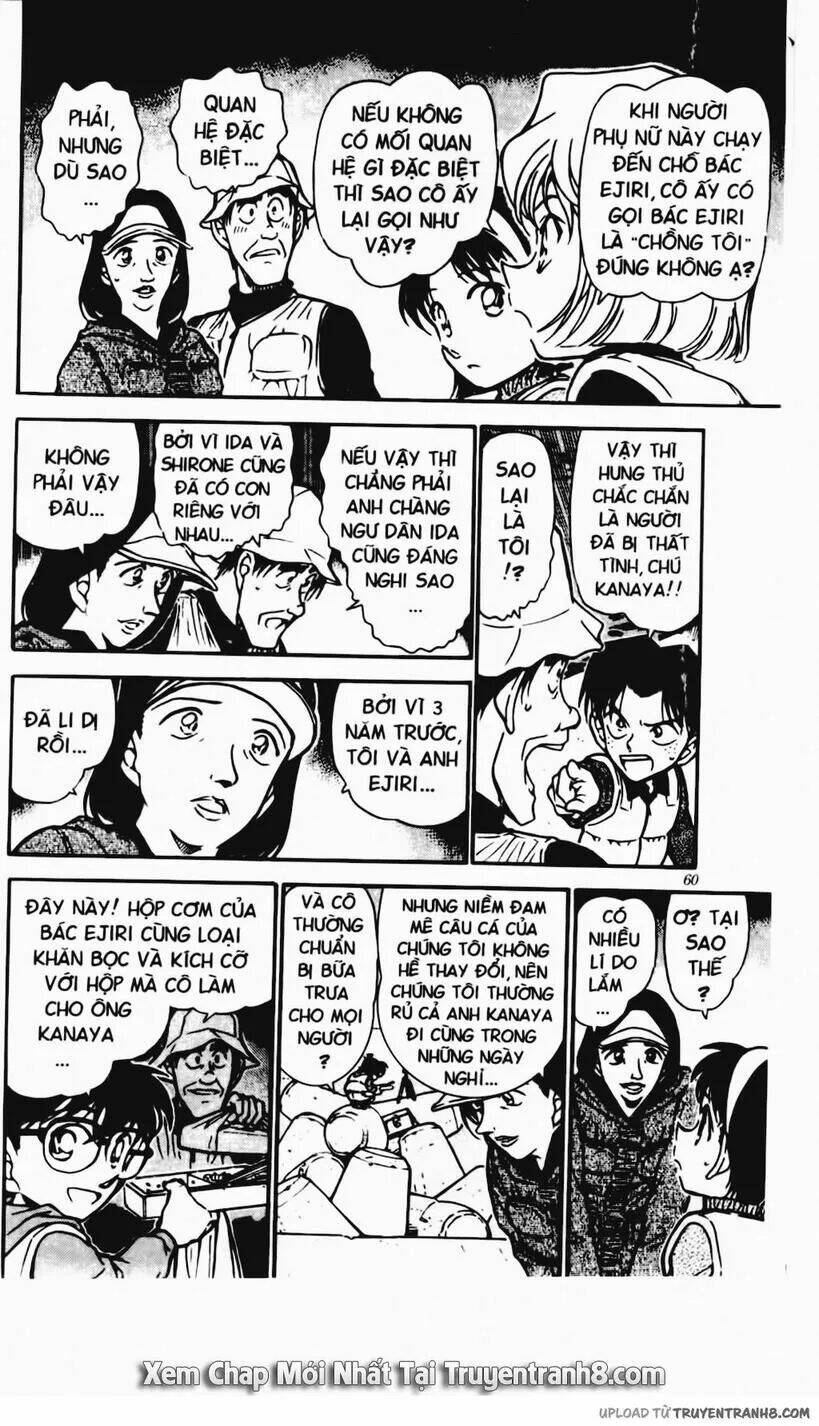 KHI NGƯỜI
PHỤ NỮ NÀY CHẠY
ĐẾN CHỖ BÁC
EJIRI, CÔ ẤY CÓ
GỌI BÁC EJIRI
LÀ "CHỒNG TÔI"
ĐÚNG KHÔNG Ạ?
NẾU KHÔNG
CÓ MỐI QUAN
HỆ GÌ ĐẶC BIỆT
THÌ SAO CÔ ẤY
LẠI GỌI NHƯ
VẬY?
QUAN
HỆ ĐẶC
BIỆT...
PHẢI,
NHƯNG
DÙ SAO
...
VẬY THÌ
HUNG THỦ
CHẮC CHẮN
LÀ NGƯỜI
ĐÃ BỊ THẤT
TÌNH, CHÚ
KANAYA!!
SAO
LẠI
LÀ
TÔI
!?
NẾU VẬY THÌ
CHẲNG PHẢI
ANH CHÀNG
NGƯ DÂN IDA
CŨNG ĐÁNG
NGHI SAO
...
BỞI VÌ IDA VÀ
SHIRONE CŨNG
ĐÃ CÓ CON
RIÊNG VỚI
NHAU...
KHÔNG
PHẢI VẬY
ĐÂU...
BỞI VÌ 3
NĂM TRƯỚC,
TÔI VÀ ANH
EJIRI...
ĐÃ LI DỊ
RỒI...
60
Ơ? TẠI
SAO
THẾ
?
CÓ
NHIỀU
LÍ DO
LẮM
...
NHƯNG NIỀM ĐAM
MÊ CÂU CÁ CỦA
CHÚNG TÔI KHÔNG
HỀ THAY ĐỔI, NÊN
CHÚNG TÔI THƯỜNG
RỦ CẢ ANH KANAYA
ĐI CÙNG TRONG
NHỮNG NGÀY
NGHỈ...
VÀ CÔ
THƯỜNG
CHUẨN
BỊ BỮA
TRƯA
CHO MỌI
NGƯỜI
?
ĐÂY NÀY! HỘP CƠM CỦA
BÁC EJIRI CÙNG LOẠI
KHĂN BỌC VÀ KÍCH CỠ
VỚI HỘP MÀ CÔ LÀM
CHO ÔNG
KANAYA
...
Xem Chap Mới Nhất Tại Truyentranh8.com
UPLOAD TỪ TRUYENTRANH8.COM